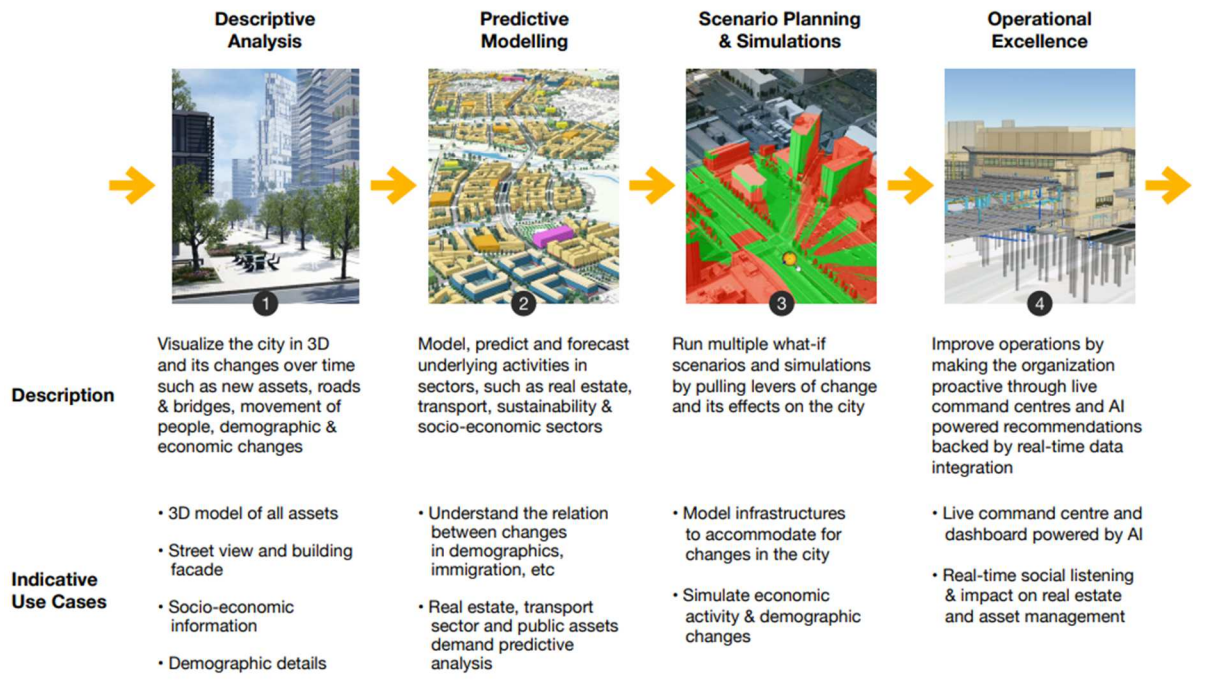 Descriptive
Analysis
Predictive
Modelling
Scenario Planning
& Simulations
Operational
Excellence
1
2
3
4
Description
Visualize the city in 3D
and its changes over time
such as new assets, roads
& bridges, movement of
people, demographic &
economic changes
Model, predict and forecast
underlying activities in
sectors, such as real estate,
transport, sustainability &
socio-economic sectors
Run multiple what-if
scenarios and simulations
by pulling levers of change
and its effects on the city
Improve operations by
making the organization
proactive through live
command centres and AI
powered recommendations
backed by real-time data
integration
Indicative
Use Cases
• 3D model of all assets
• Street view and building
facade
• Socio-economic
information
• Demographic details
• Understand the relation
between changes
in demographics,
immigration, etc
• Real estate, transport
sector and public assets
demand predictive
analysis
• Model infrastructures
to accommodate for
changes in the city
• Simulate economic
activity & demographic
changes
• Live command centre and
dashboard powered by AI
• Real-time social listening
& impact on real estate
and asset management